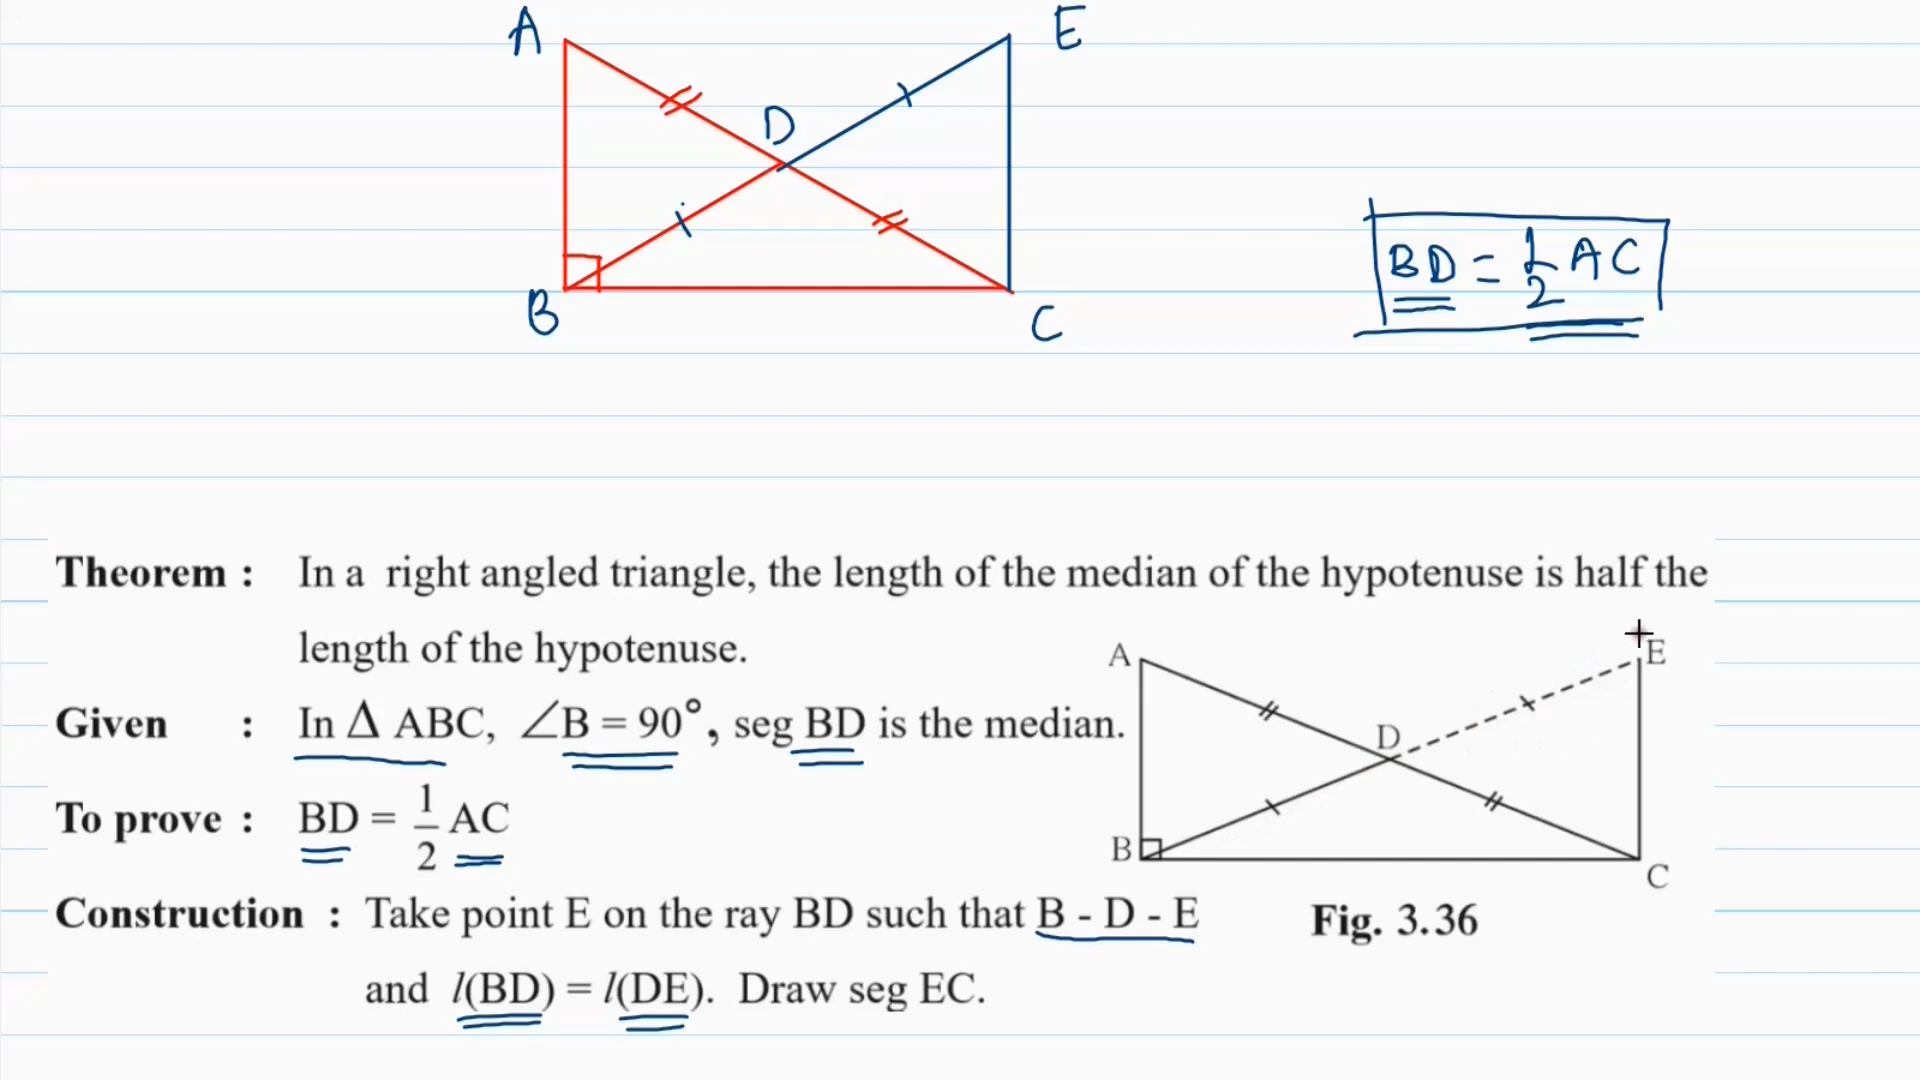 A
E
D
BD = 1/2 AC
B
C
Theorem : In a right angled triangle, the length of the median of the hypotenuse is half the
length of the hypotenuse.
A
E
Given : In Δ ABC, ∠B = 90°, seg BD is the median.
D
To prove : BD = 1/2 AC
B
C
Construction : Take point E on the ray BD such that B - D - E
Fig. 3.36
and l(BD) = l(DE). Draw seg EC.